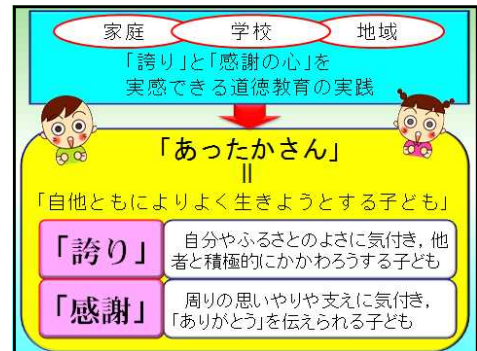 家庭 学校 地域
「誇り」と「感謝の心」を
実感できる道徳教育の実践
「あったかさん」
＝
「自他ともによりよく生きようとする子ども」
「誇り」
自分やふるさとのよさに気付き，他
者と積極的にかかわろうする子ども
「感謝」
周りの思いやりや支えに気付き，
「ありがとう」を伝えられる子ども